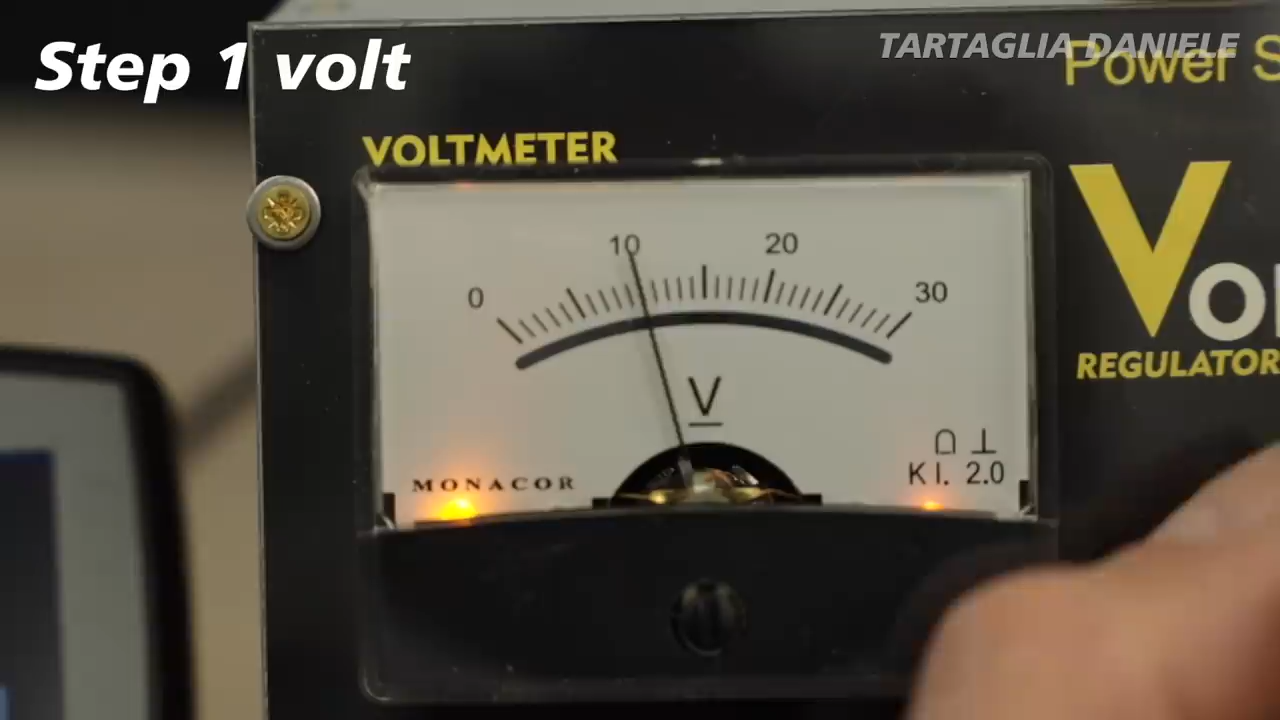 Step 1 volt
TARTAGLIA DANIELE
Power S
VOLTMETER
0 10 20 30
V
REGULATOR
V
MONACOR
KI. 2.0